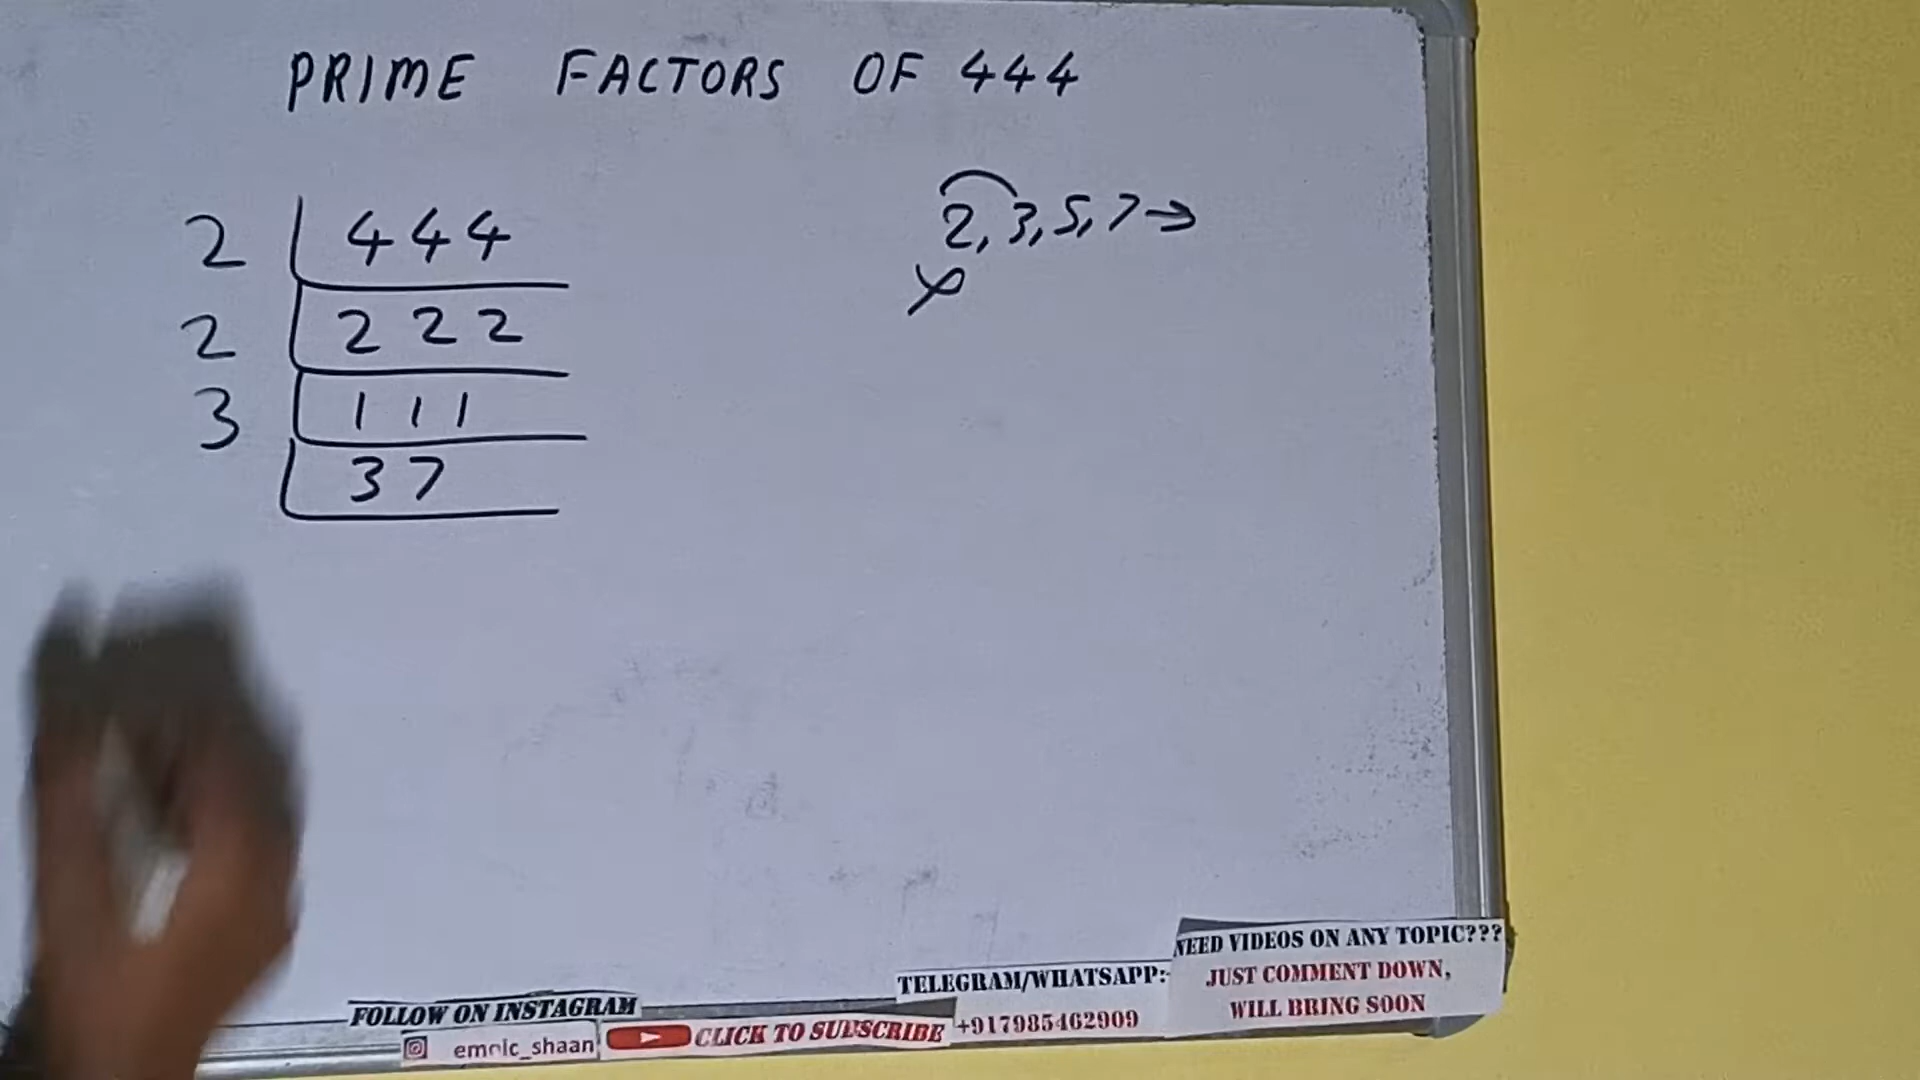 PRIME FACTORS OF 444
2 444
2 222
3 111
37
2, 3, 5, 7 →
NEED VIDEOS ON ANY TOPIC???
JUST COMMENT DOWN,
WILL BRING SOON
TELEGRAM/WHATSAPP:-
+917985462909
FOLLOW ON INSTAGRAM
emoic_shaan
CLICK TO SUBSCRIBE